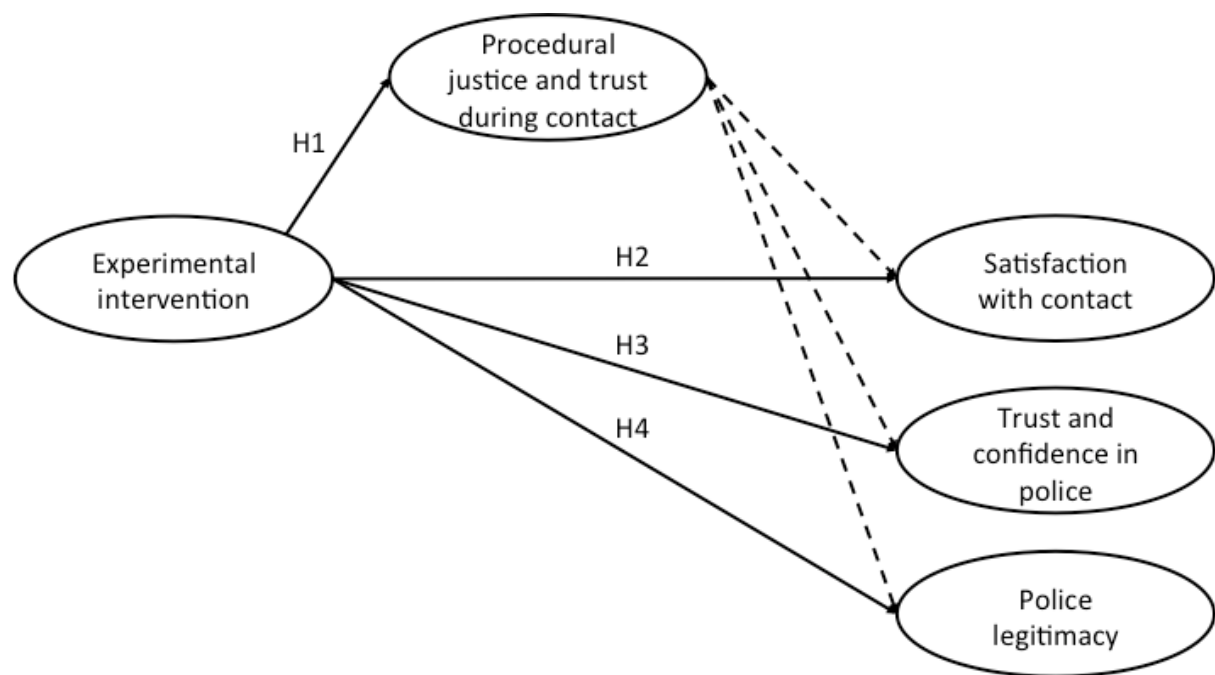 Procedural
justice and trust
during contact
H1
Experimental
intervention
H2
Satisfaction
with contact
H3
H4
Trust and
confidence in
police
Police
legitimacy